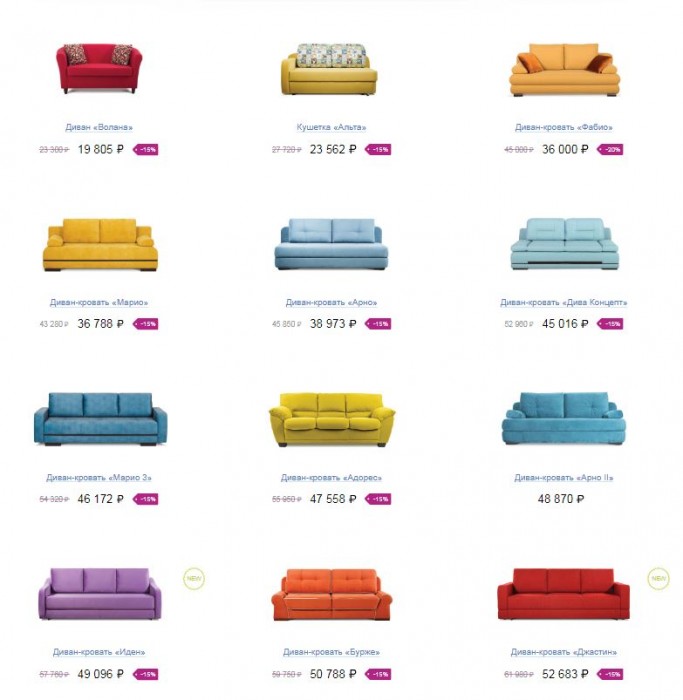 Диван «Волана»
Кушетка «Альта»
Диван-кровать «Фабио»
23 300 ₽ 19 805 ₽ -15%
27 720 ₽ 23 562 ₽ -15%
45 000 ₽ 36 000 ₽ -20%
Диван-кровать «Марио»
Диван-кровать «Арно»
Диван-кровать «Дива Концепт»
43 280 ₽ 36 788 ₽ -15%
45 850 ₽ 38 973 ₽ -15%
52 960 ₽ 45 016 ₽ -15%
Диван-кровать «Марио 3»
Диван-кровать «Адорес»
Диван-кровать «Арно II»
54 320 ₽ 46 172 ₽ -15%
55 950 ₽ 47 558 ₽ -15%
48 870 ₽
NEW
NEW
Диван-кровать «Иден»
Диван-кровать «Бурже»
Диван-кровать «Джастин»
57 760 ₽ 49 096 ₽ -15%
59 750 ₽ 50 788 ₽ -15%
61 980 ₽ 52 683 ₽ -15%